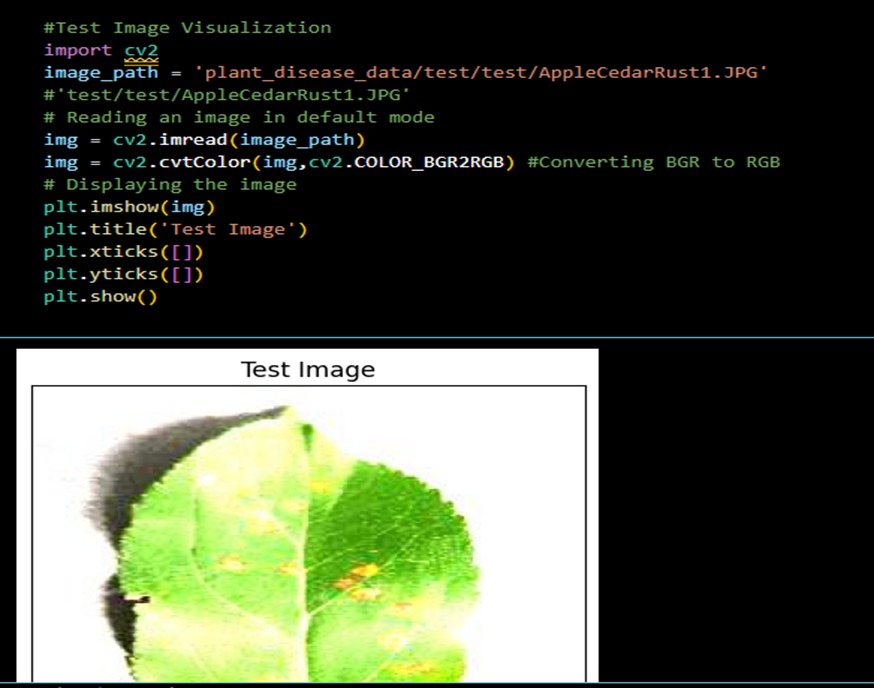 #Test Image Visualization
import cv2
image_path = 'plant_disease_data/test/test/AppleCedarRust1.JPG'
#'test/test/AppleCedarRust1.JPG'
# Reading an image in default mode
img = cv2.imread(image_path)
img = cv2.cvtColor(img,cv2.COLOR_BGR2RGB) #Converting BGR to RGB
# Displaying the image
plt.imshow(img)
plt.title('Test Image')
plt.xticks([])
plt.yticks([])
plt.show()
Test Image